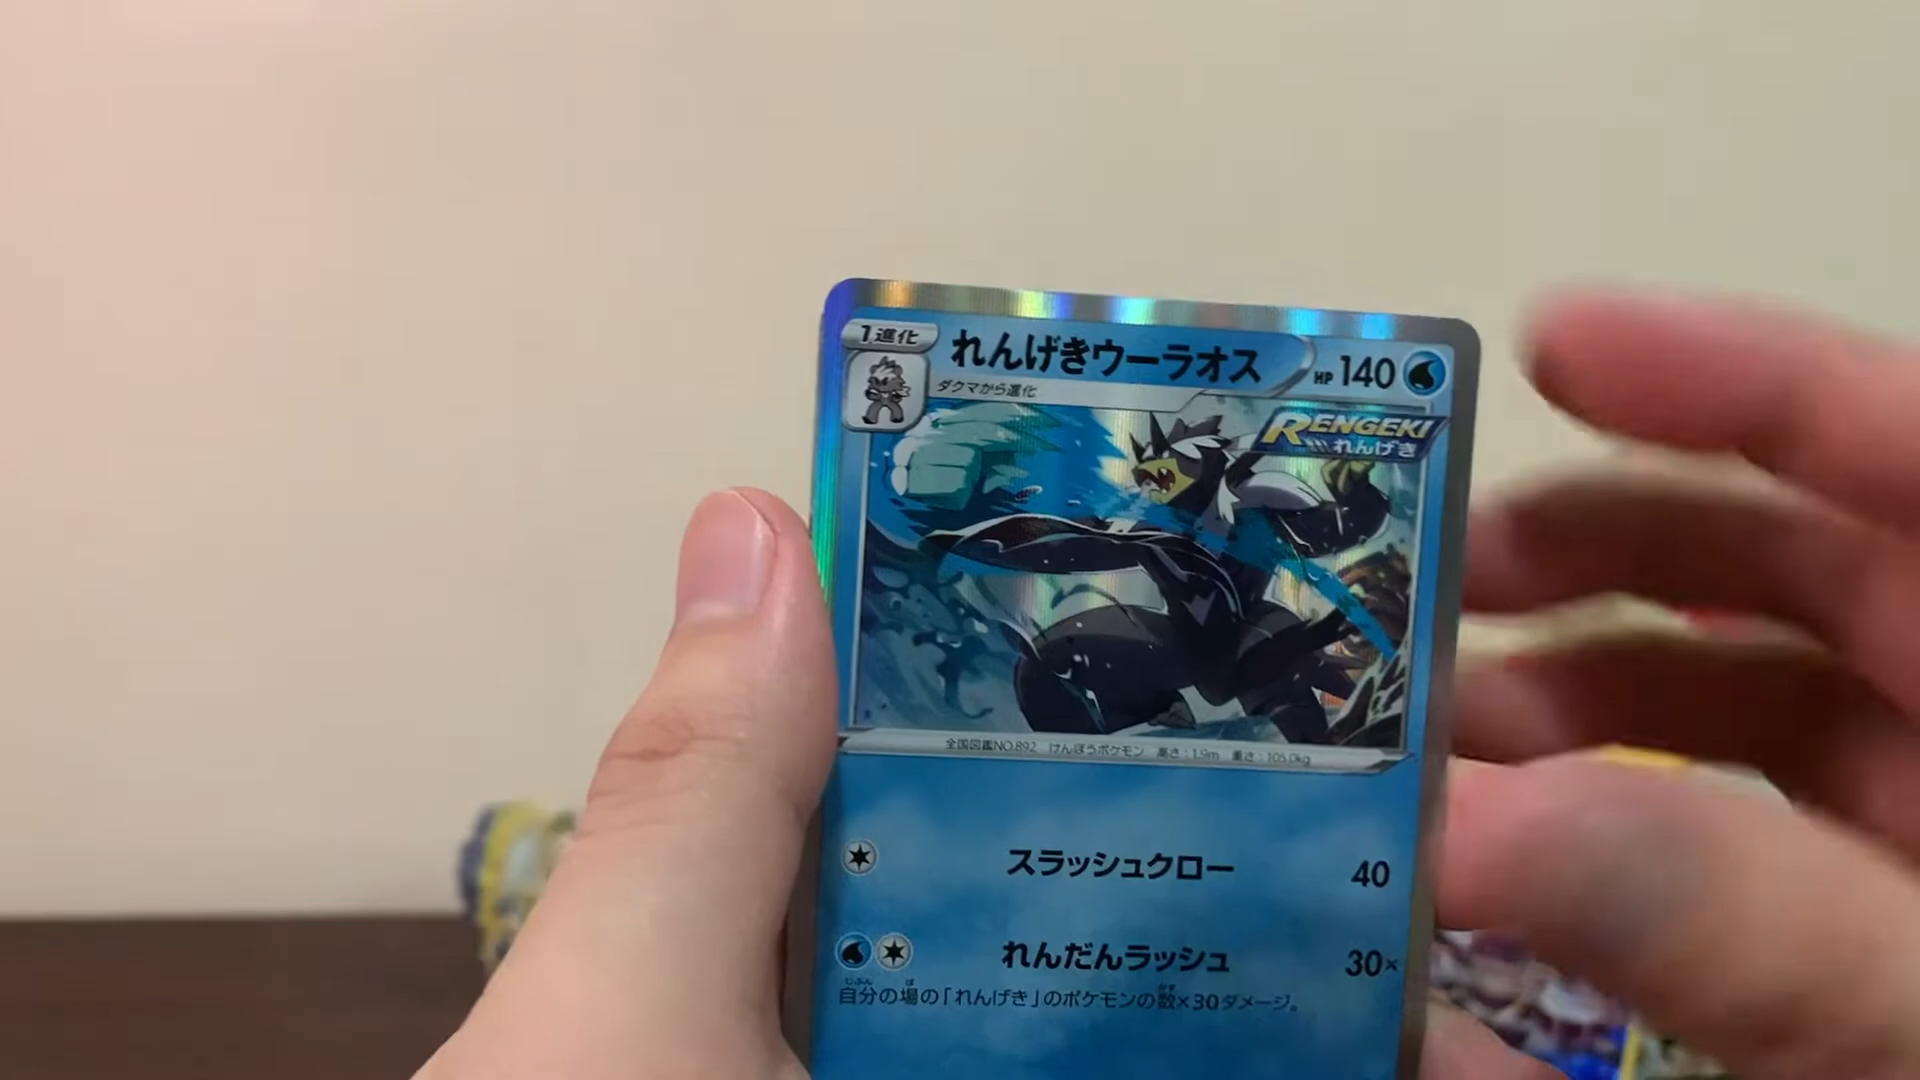 1進化
れんげきウーラオス
HP 140
ダクマから進化
RENGEKI
れんげき
全国図鑑NO.892 けんぽうポケモン 高さ：1.9m 重さ：105.0kg
スラッシュクロー 40
れんだんラッシュ 30×
自分の場の「れんげき」のポケモンの数×30ダメージ。